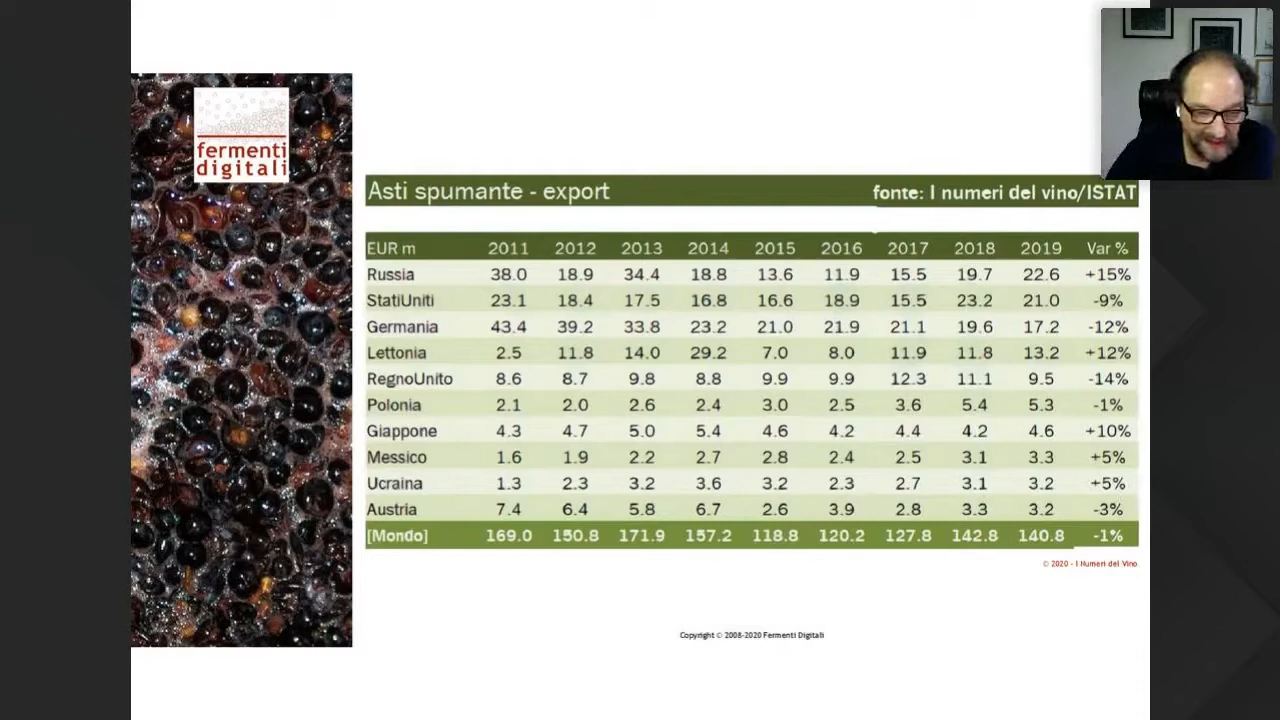 fermenti
digitali
Asti spumante - export fonte: I numeri del vino/ISTAT
EUR m 2011 2012 2013 2014 2015 2016 2017 2018 2019 Var %
Russia 38.0 18.9 34.4 18.8 13.6 11.9 15.5 19.7 22.6 +15%
StatiUniti 23.1 18.4 17.5 16.8 16.6 18.9 15.5 23.2 21.0 -9%
Germania 43.4 39.2 33.8 23.2 21.0 21.9 21.1 19.6 17.2 -12%
Lettonia 2.5 11.8 14.0 29.2 7.0 8.0 11.9 11.8 13.2 +12%
RegnoUnito 8.6 8.7 9.8 8.8 9.9 9.9 12.3 11.1 9.5 -14%
Polonia 2.1 2.0 2.6 2.4 3.0 2.5 3.6 5.4 5.3 -1%
Giappone 4.3 4.7 5.0 5.4 4.6 4.2 4.4 4.2 4.6 +10%
Messico 1.6 1.9 2.2 2.7 2.8 2.4 2.5 3.1 3.3 +5%
Ucraina 1.3 2.3 3.2 3.6 3.2 2.3 2.7 3.1 3.2 +5%
Austria 7.4 6.4 5.8 6.7 2.6 3.9 2.8 3.3 3.2 -3%
[Mondo] 169.0 150.8 171.9 157.2 118.8 120.2 127.8 142.8 140.8 -1%
© 2020 - I Numeri del Vino
Copyright © 2008-2020 Fermenti Digitali